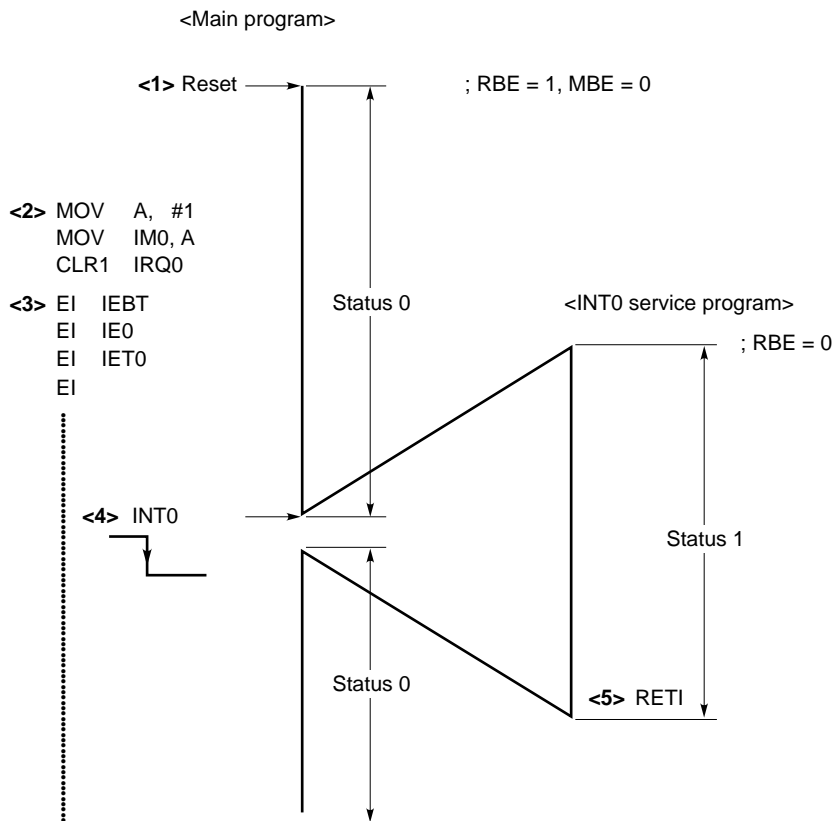 <Main program>
<1> Reset ; RBE = 1, MBE = 0
<2> MOV A, #1
MOV IM0, A
CLR1 IRQ0
<3> EI IEBT
EI IE0
EI IET0
EI
Status 0
<INT0 service program>
; RBE = 0
<4> INT0
Status 1
Status 0
<5> RETI